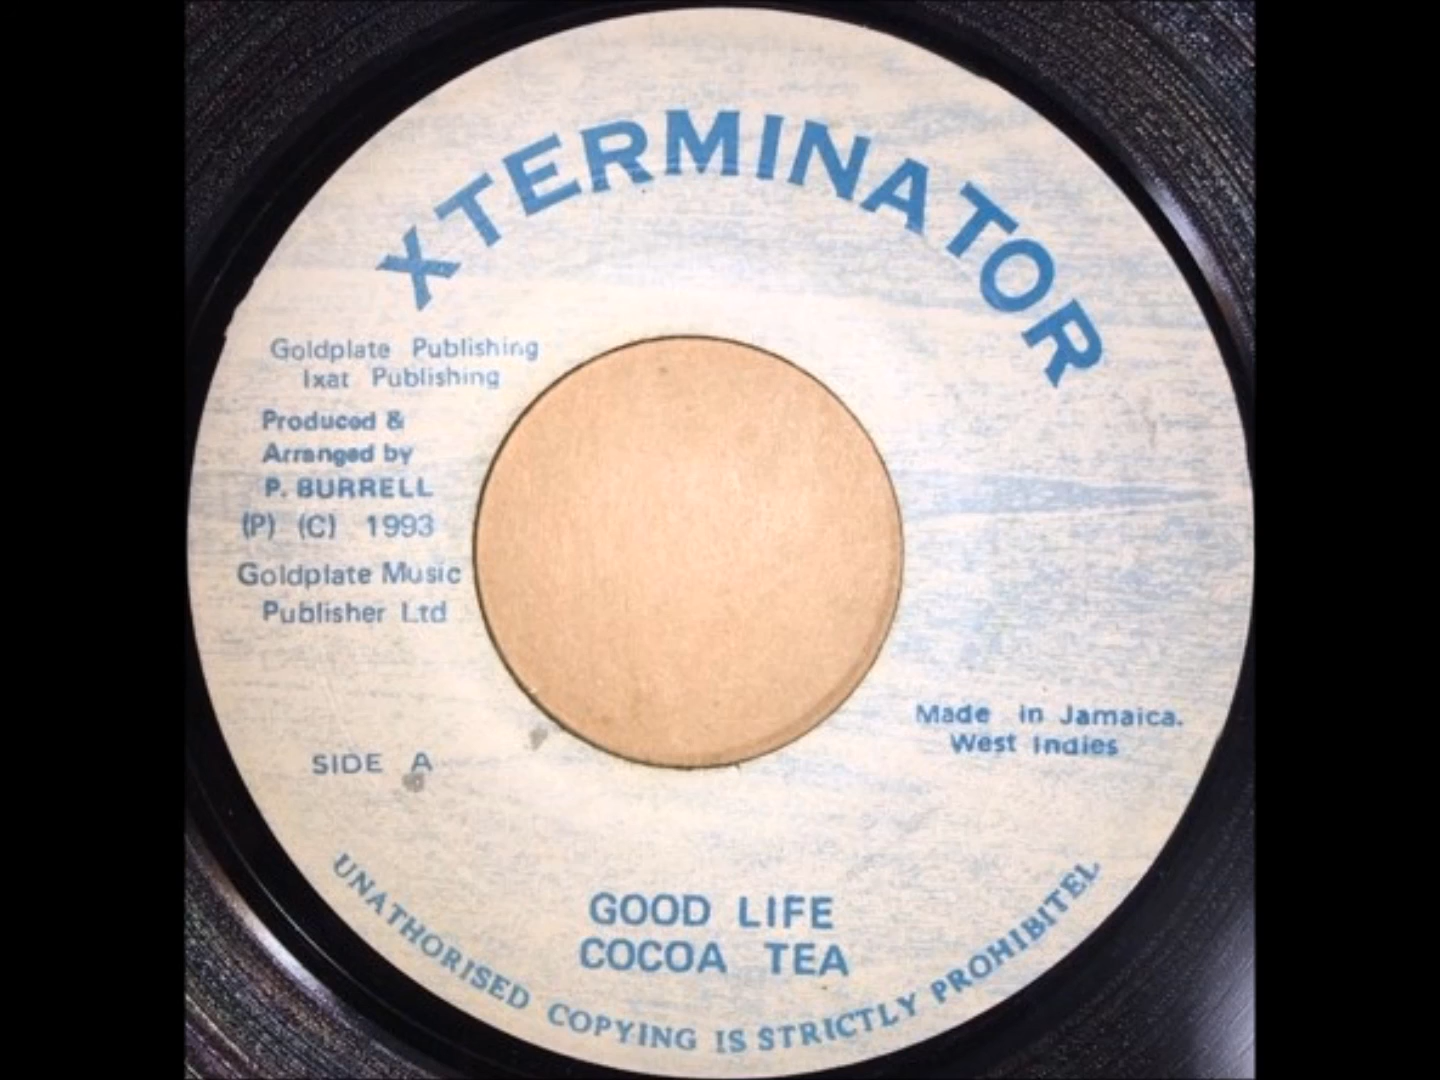 XTERMINATOR
Goldplate Publishing
Ixat Publishing
Produced &
Arranged by
P. BURRELL
(P) (C) 1993
Goldplate Music
Publisher Ltd
Made in Jamaica.
West Indies
SIDE A
GOOD LIFE
COCOA TEA
UNATHORISED COPYING IS STRICTLY PROHIBITEL